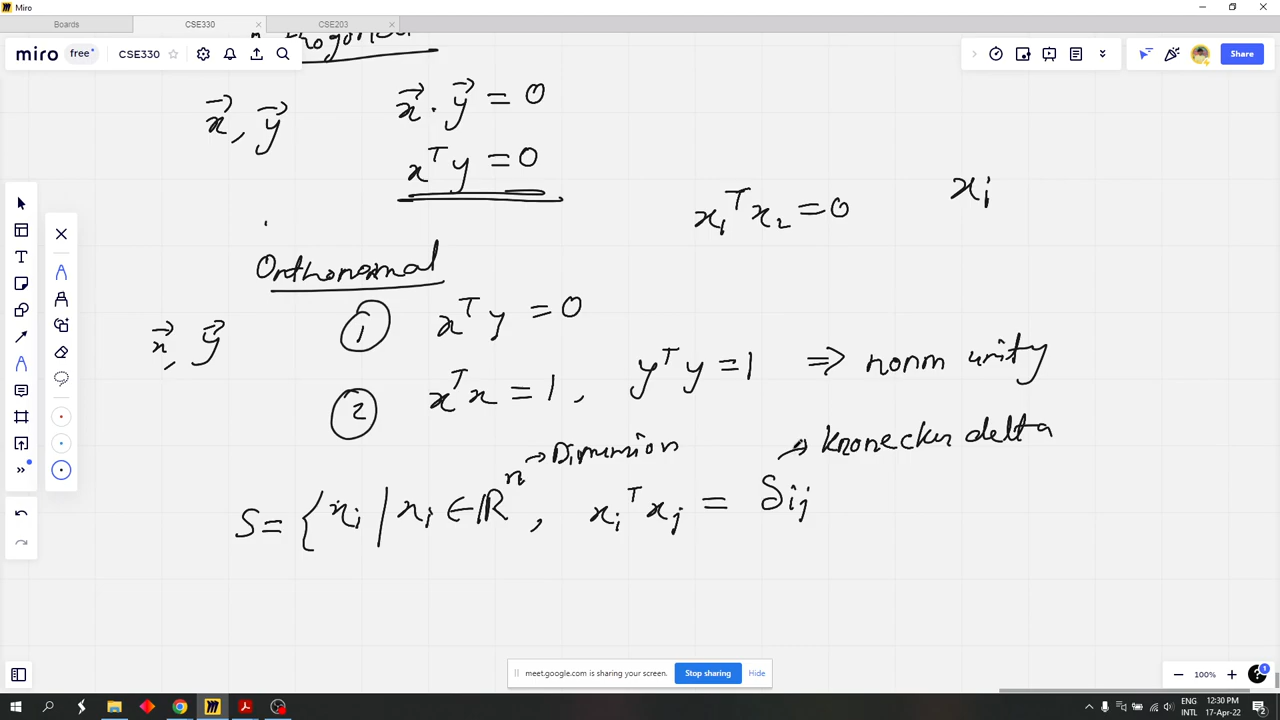 Miro
Boards
CSE330
CSE203
miro free CSE330
Share
x⃗, y⃗
x⃗ · y⃗ = 0
xᵀy = 0
x₁ᵀx₂ = 0
xᵢ
Orthonormal
x⃗, y⃗
① xᵀy = 0
② xᵀx = 1, yᵀy = 1 ⇒ norm unity
→ Dimension
→ Kronecker delta
S = { xᵢ | xᵢ ∈ ℝⁿ, xᵢᵀxⱼ = δij
meet.google.com is sharing your screen. Stop sharing Hide
100%
1
ENG
INTL
12:30 PM
17-Apr-22
2